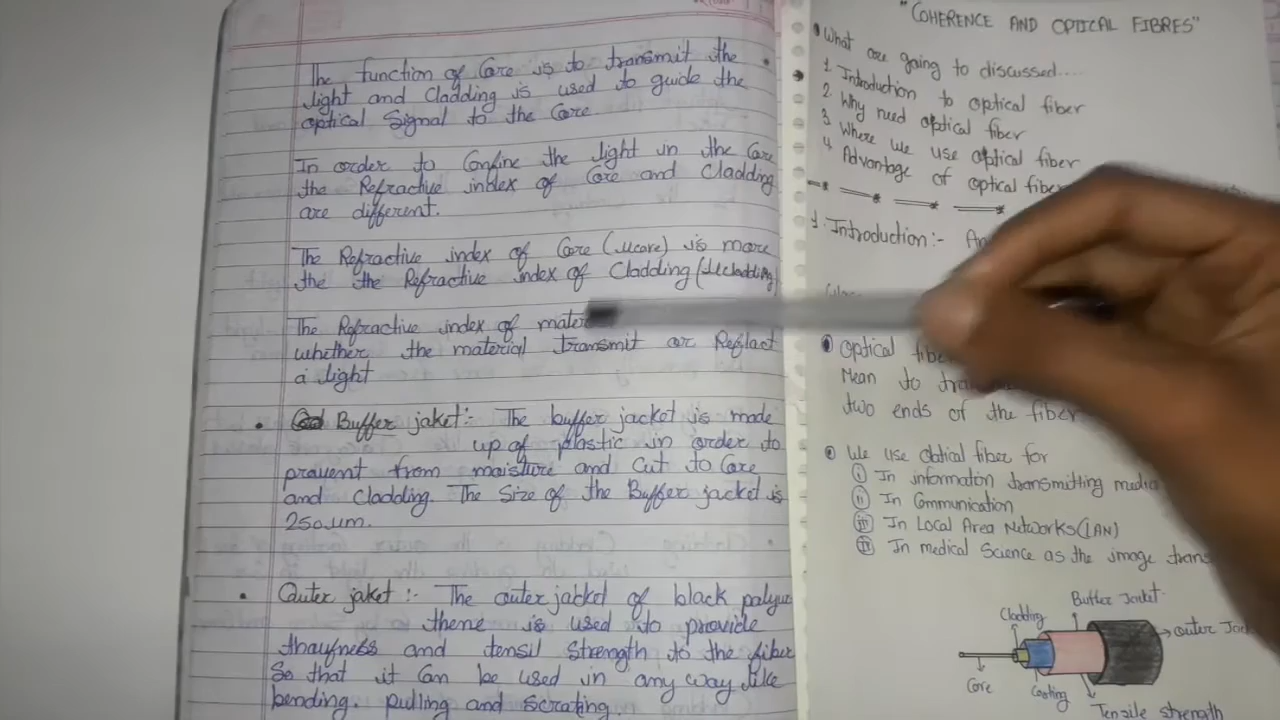 The function of Core is to transmit the
light and Cladding is used to guide the
optical Signal to the Core
In order to Confine the light in the Core
the Refractive index of Core and Cladding
are different.
The Refractive index of Core (μcore) is more
the the Refractive index of Cladding (μcladding)
The Refractive index of
whether the material transmit or Reflact
a light
Buffer jaket:- The buffer jacket is made
up of plastic in order to
prauent from moisture and cut to Core
and Cladding. The Size of the Buffer jacket is
250 μm.
Outer jaket :- The outer jacket of black palyur
thene is used to provide
thayfness and tensil Strength to the fiber
So that it Can be used in any way like
bending. pulling and scrating.
"COHERENCE AND OPTICAL FIBRES"
What are going to discussed....
1. Introduction to optical fiber
2 Why need optical fiber
3 Where we use optical fiber
4 Advantage of optical fiber
1. Introduction:-
Optical
Mean to
two ends of the fiber
We use obtial fiber for
(i) In information transmitting media
(ii) In Communication
(iii) In Local Area Networks (LAN)
In medical Science as the image
Buffer Jacket
Cladding
outer
Core
Coating
Tensile strength